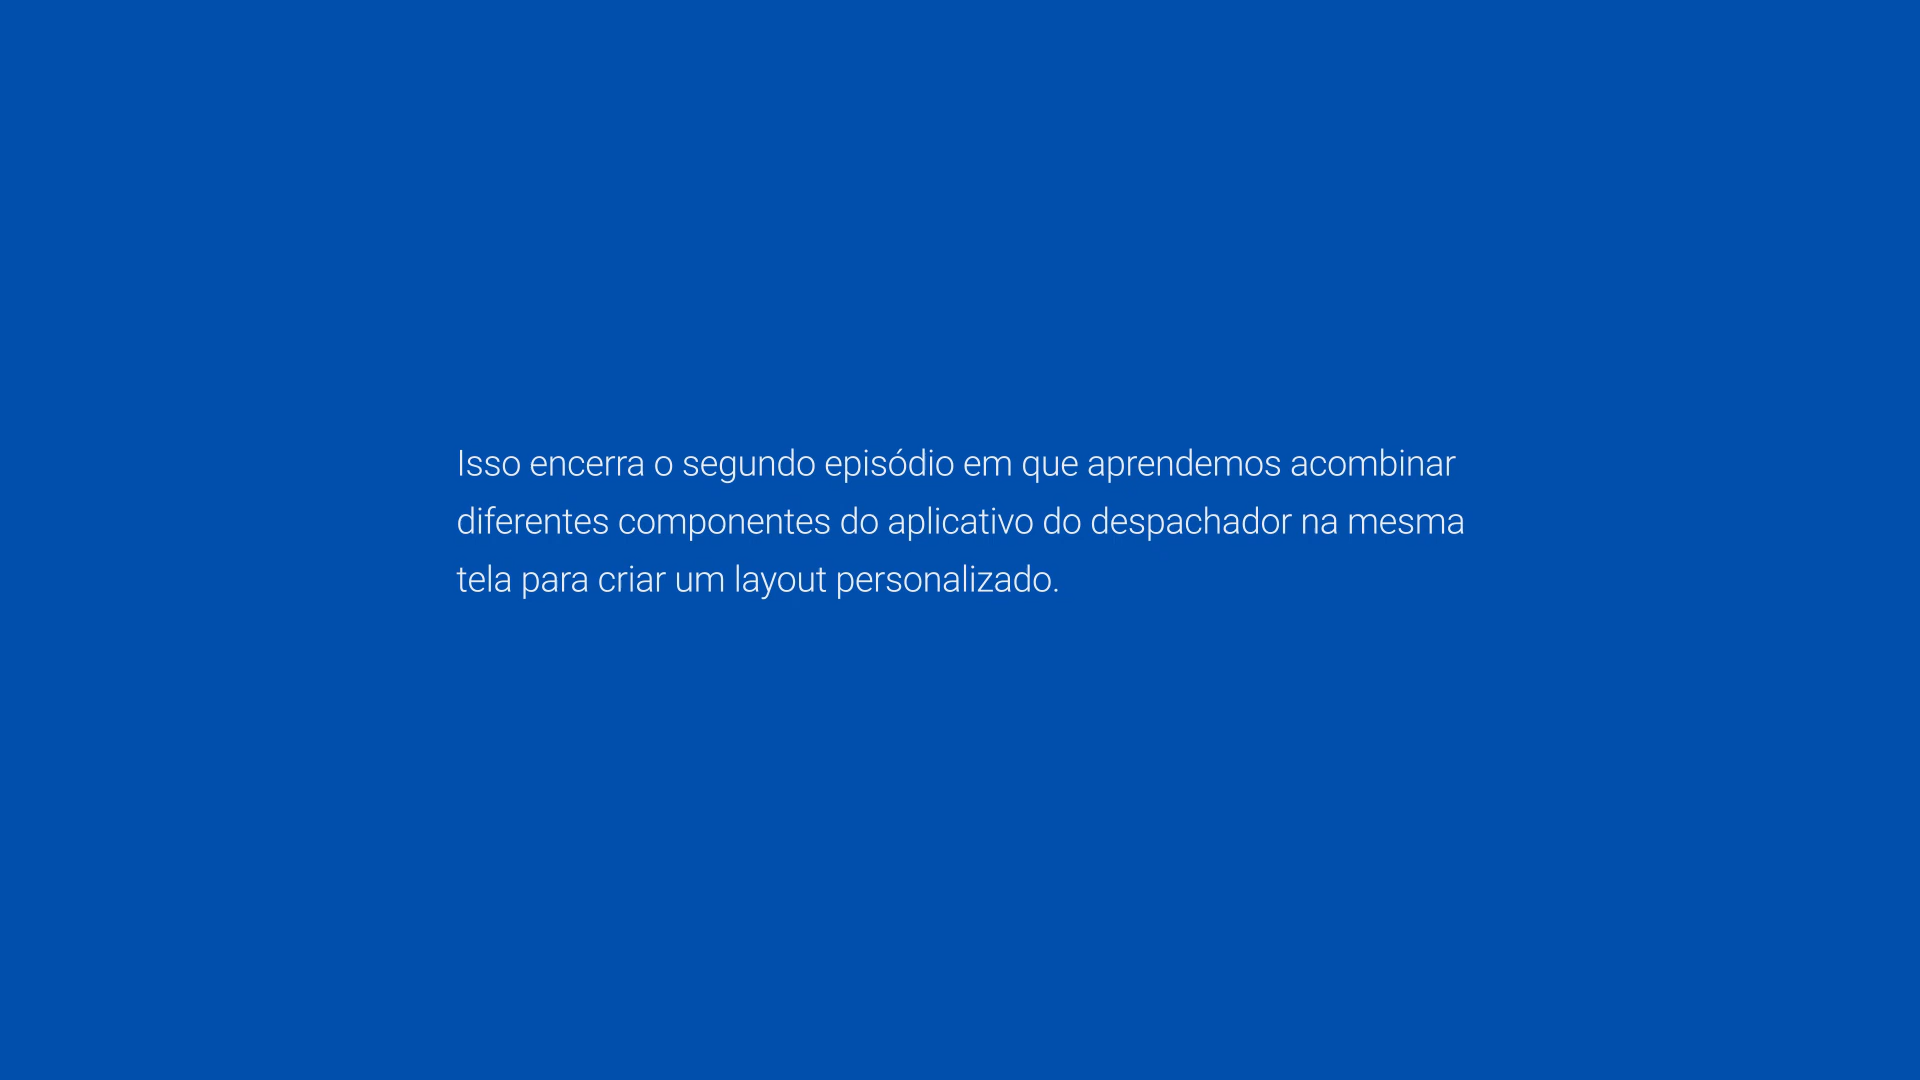 Isso encerra o segundo episódio em que aprendemos acombinar
diferentes componentes do aplicativo do despachador na mesma
tela para criar um layout personalizado.